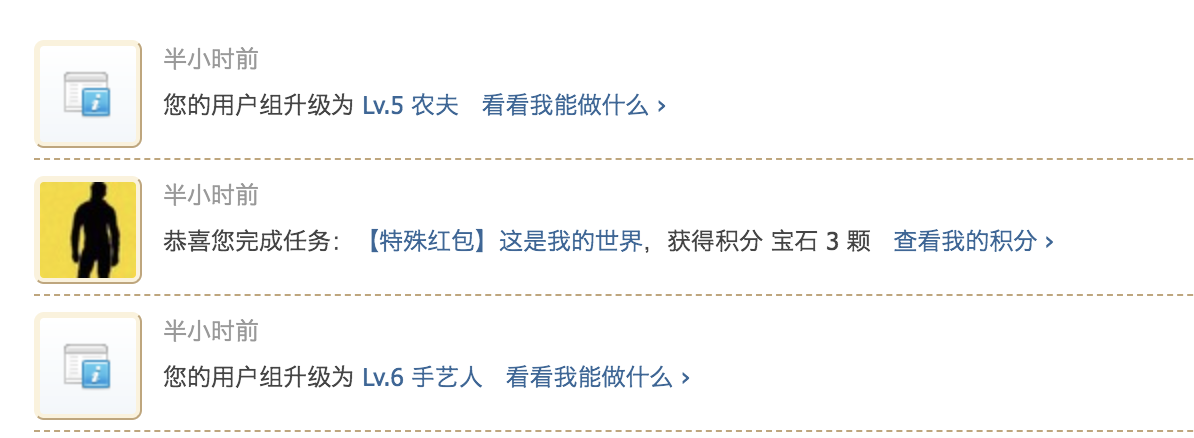 半小时前
您的用户组升级为 Lv.5 农夫 看看我能做什么 ›
半小时前
恭喜您完成任务：【特殊红包】这是我的世界，获得积分 宝石 3 颗 查看我的积分 ›
半小时前
您的用户组升级为 Lv.6 手艺人 看看我能做什么 ›